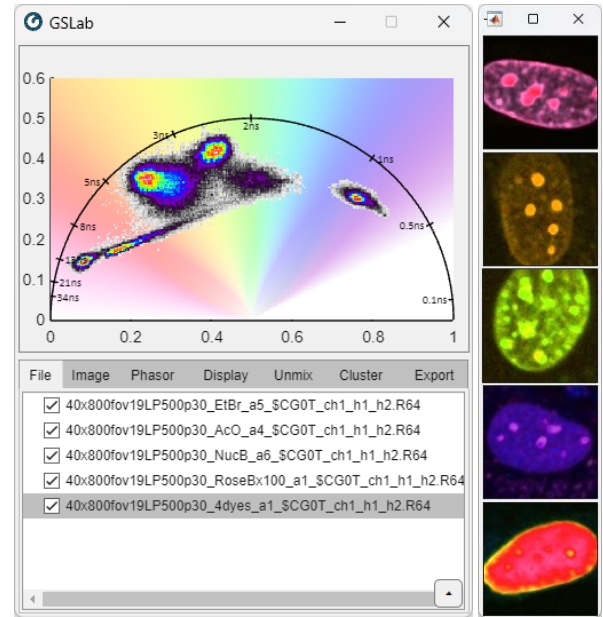 GSLab
0.6
0.5
0.4
0.3
0.2
0.1
0
0 0.2 0.4 0.6 0.8 1
2ns
3ns
1ns
5ns
8ns
0.5ns
21ns
34ns
0.1ns
File Image Phasor Display Unmix Cluster Export
40x800fov19LP500p30_EtBr_a5_$CG0T_ch1_h1_h2.R64
40x800fov19LP500p30_AcO_a4_$CG0T_ch1_h1_h2.R64
40x800fov19LP500p30_NucB_a6_$CG0T_ch1_h1_h2.R64
40x800fov19LP500p30_RoseBx100_a1_$CG0T_ch1_h1_h2.R64
40x800fov19LP500p30_4dyes_a1_$CG0T_ch1_h1_h2.R64